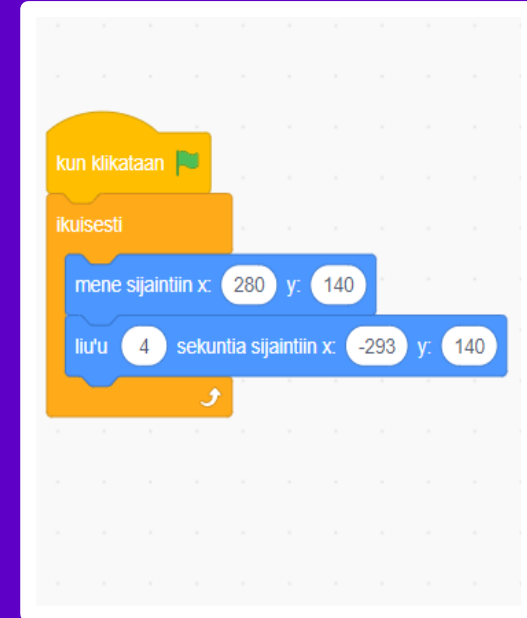 kun klikataan
ikuisesti
mene sijaintiin x: 280 y: 140
liu'u 4 sekuntia sijaintiin x: -293 y: 140